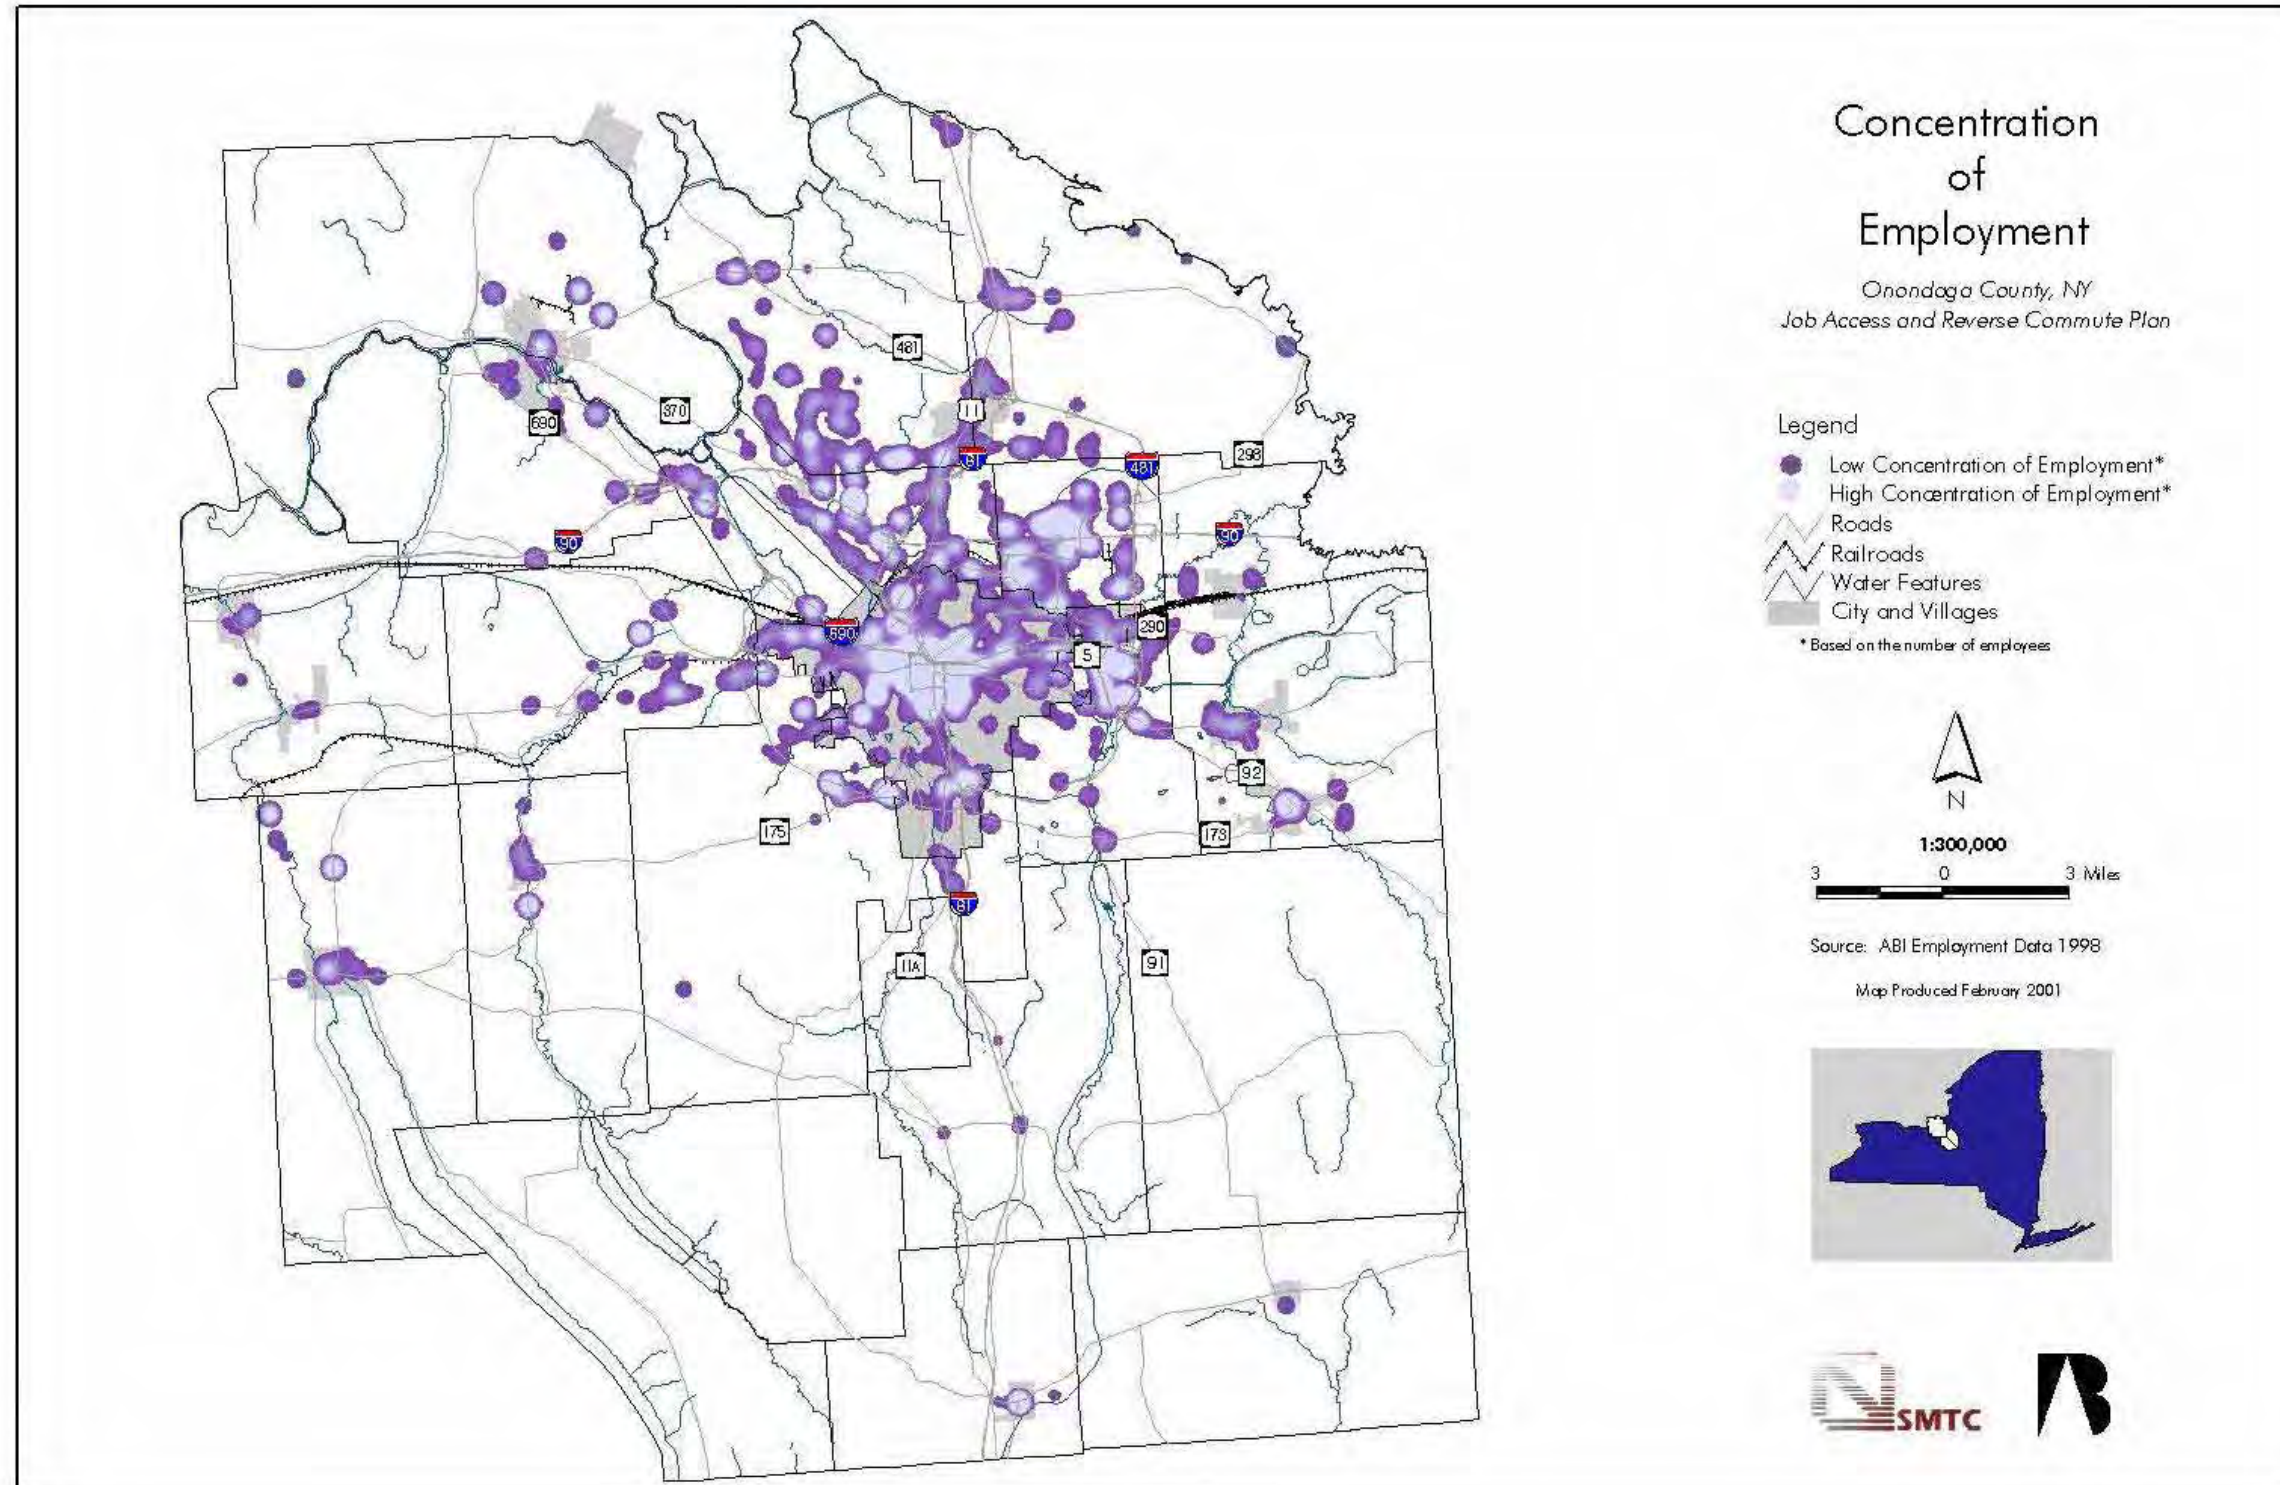 Concentration
of
Employment
Onondaga County, NY
Job Access and Reverse Commute Plan
Legend
Low Concentration of Employment*
High Concentration of Employment*
Roads
Railroads
Water Features
City and Villages
* Based on the number of employees
N
1:300,000
3 0 3 Miles
Source: ABI Employment Data 1998
Map Produced February 2001
SMTC
481
11
370
690
81
481
298
90
90
690
290
5
92
175
173
81
11A
91